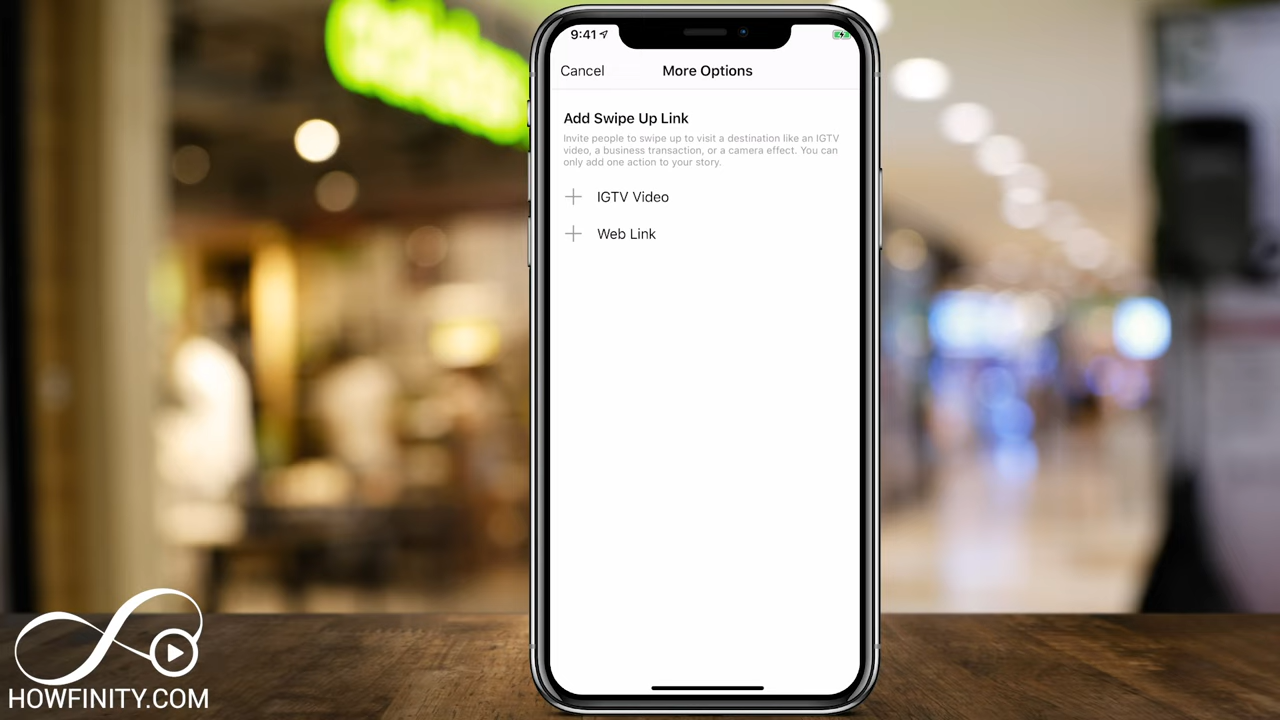 9:41
Cancel
More Options
Add Swipe Up Link
Invite people to swipe up to visit a destination like an IGTV
video, a business transaction, or a camera effect. You can
only add one action to your story.
IGTV Video
Web Link
HOWFINITY.COM